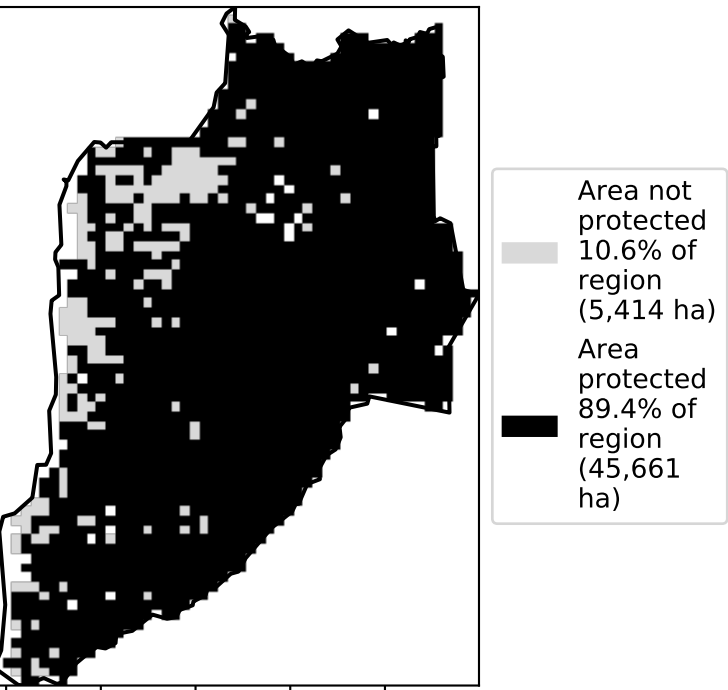 Area not
protected
10.6% of
region
(5,414 ha)
Area
protected
89.4% of
region
(45,661
ha)